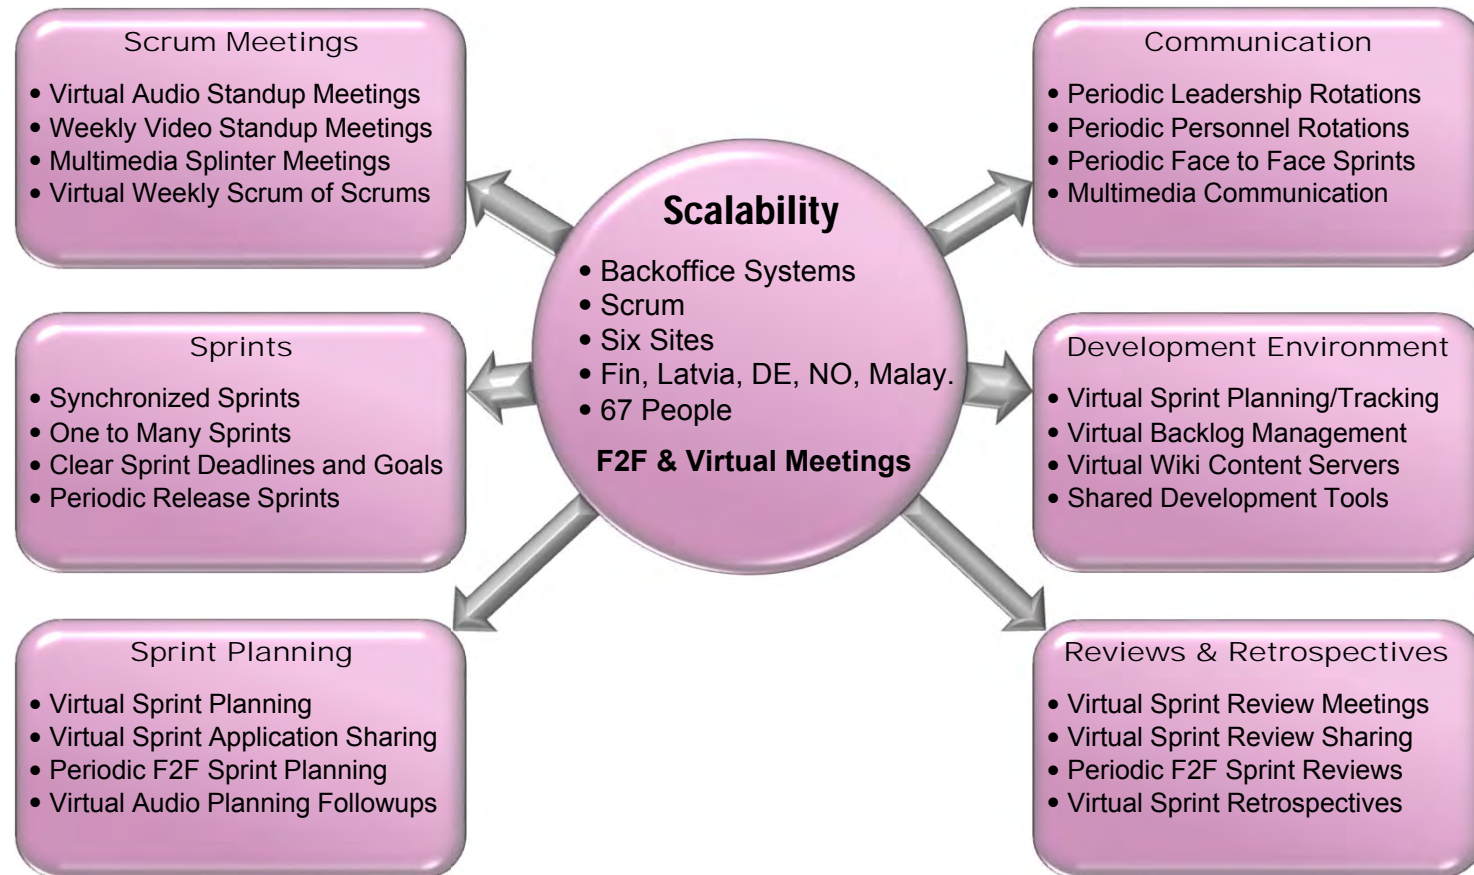 Scrum Meetings
• Virtual Audio Standup Meetings
• Weekly Video Standup Meetings
• Multimedia Splinter Meetings
• Virtual Weekly Scrum of Scrums
Sprints
• Synchronized Sprints
• One to Many Sprints
• Clear Sprint Deadlines and Goals
• Periodic Release Sprints
Sprint Planning
• Virtual Sprint Planning
• Virtual Sprint Application Sharing
• Periodic F2F Sprint Planning
• Virtual Audio Planning Followups
Scalability
• Backoffice Systems
• Scrum
• Six Sites
• Fin, Latvia, DE, NO, Malay.
• 67 People
F2F & Virtual Meetings
Communication
• Periodic Leadership Rotations
• Periodic Personnel Rotations
• Periodic Face to Face Sprints
• Multimedia Communication
Development Environment
• Virtual Sprint Planning/Tracking
• Virtual Backlog Management
• Virtual Wiki Content Servers
• Shared Development Tools
Reviews & Retrospectives
• Virtual Sprint Review Meetings
• Virtual Sprint Review Sharing
• Periodic F2F Sprint Reviews
• Virtual Sprint Retrospectives